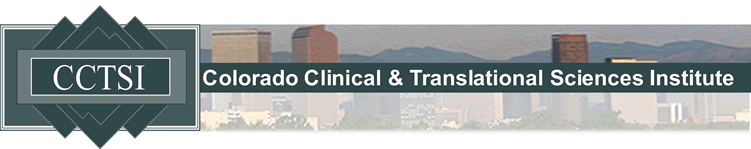 CCTSI
Colorado Clinical & Translational Sciences Institute